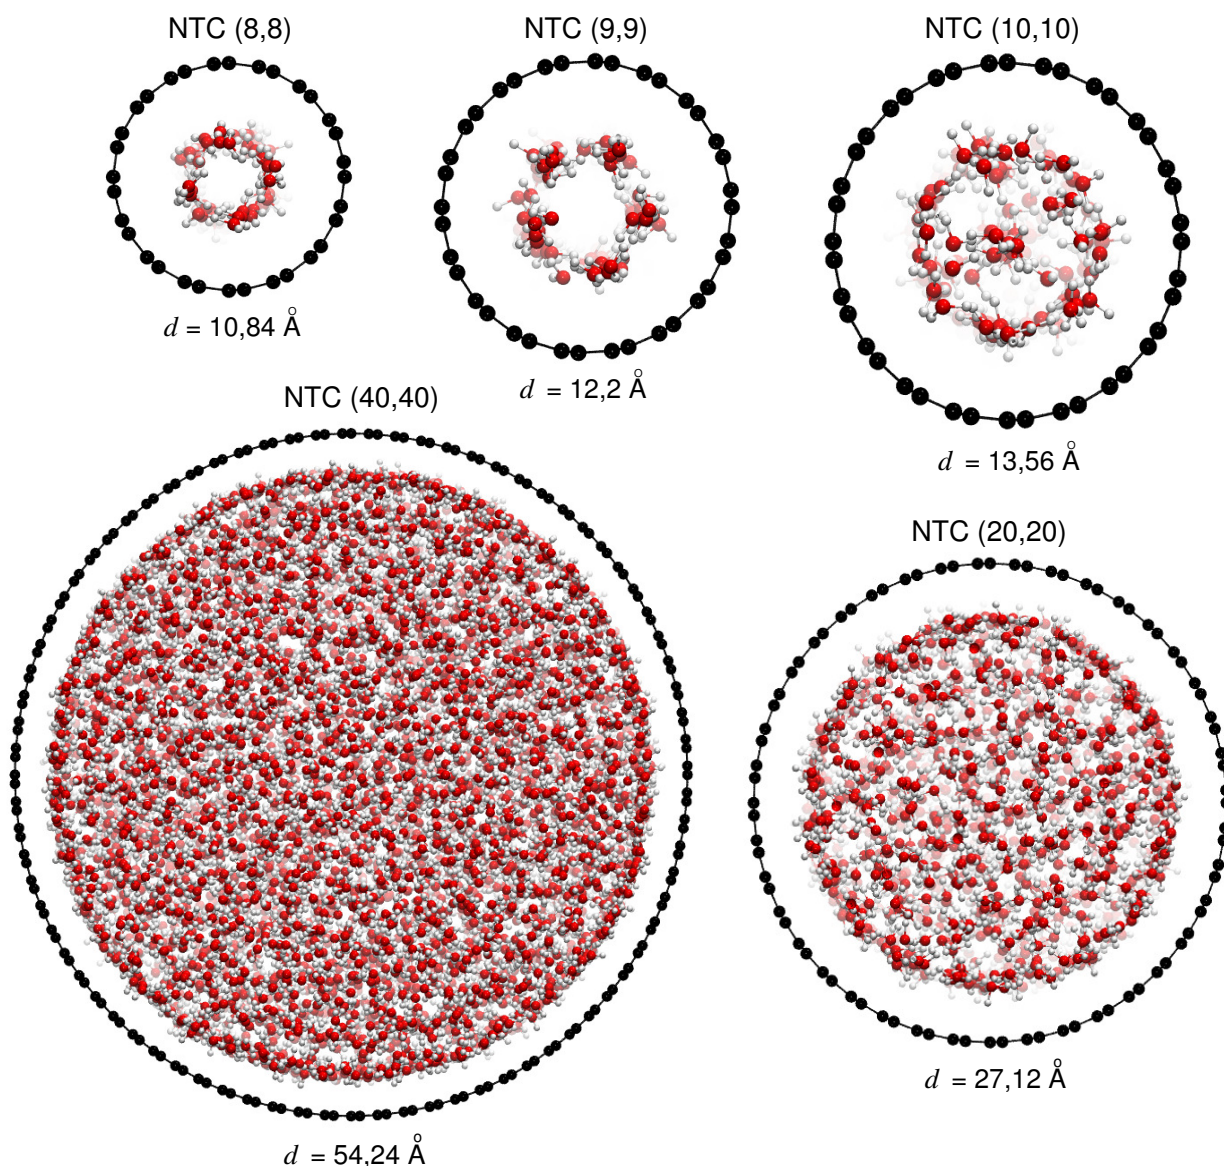 NTC (8,8)
NTC (9,9)
NTC (10,10)
d = 10,84 Å
d = 12,2 Å
d = 13,56 Å
NTC (40,40)
NTC (20,20)
d = 27,12 Å
d = 54,24 Å